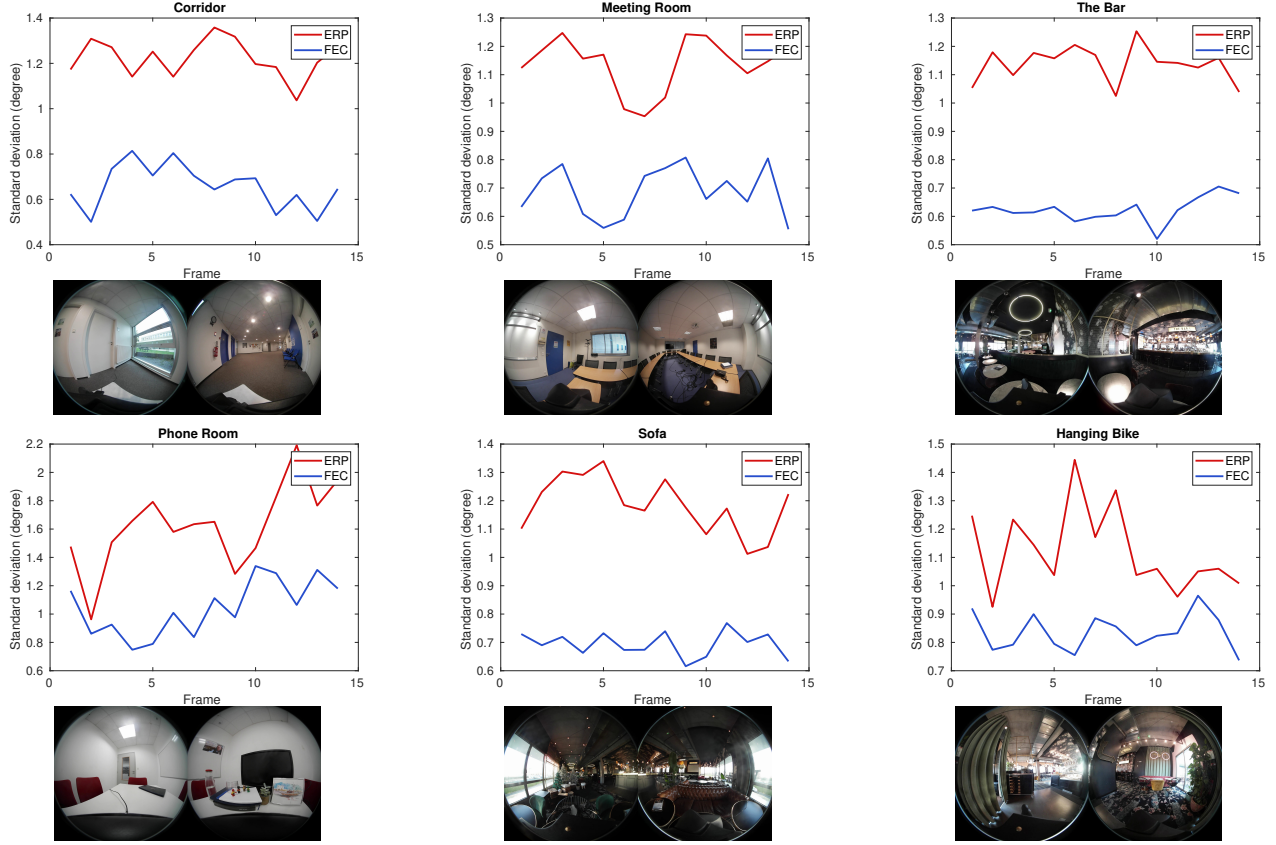 Corridor
Standard deviation (degree)
1.4
1.2
1
0.8
0.6
0.4
0
5
10
15
Frame
ERP
FEC
Meeting Room
Standard deviation (degree)
1.3
1.2
1.1
1
0.9
0.8
0.7
0.6
0.5
0
5
10
15
Frame
ERP
FEC
The Bar
Standard deviation (degree)
1.3
1.2
1.1
1
0.9
0.8
0.7
0.6
0.5
0
5
10
15
Frame
ERP
FEC
Phone Room
Standard deviation (degree)
2.2
2
1.8
1.6
1.4
1.2
1
0.8
0.6
0
5
10
15
Frame
ERP
FEC
Sofa
Standard deviation (degree)
1.4
1.3
1.2
1.1
1
0.9
0.8
0.7
0.6
0
5
10
15
Frame
ERP
FEC
Hanging Bike
Standard deviation (degree)
1.5
1.4
1.3
1.2
1.1
1
0.9
0.8
0.7
0
5
10
15
Frame
ERP
FEC